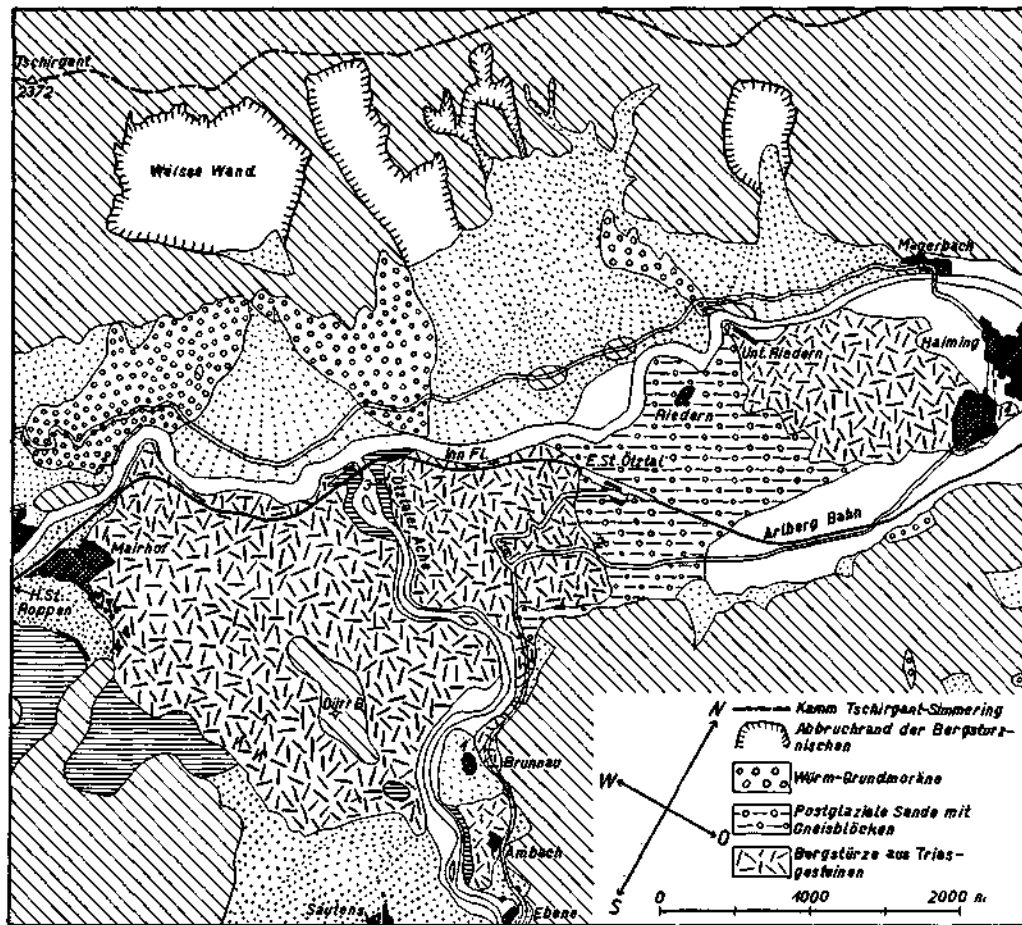 Tschirgant
2372
Weisse Wand
Magerbach
Haiming
Unt. Riedern
Riedern
Inn Fl.
E.St. Ötztal
Ötztaler Ache
Arlberg Bahn
Mairhof
H.St.
Roppen
Brunnau
Ambach
Sautens
Ebene
N
W
O
S
Kamm Tschirgant-Simmering
Abbruchrand der Bergsturz-
nischen
Würm-Grundmoräne
Postglaziale Sande mit
Gneisblöcken
Bergstürze aus Trias-
gesteinen
0 4000 2000 m.